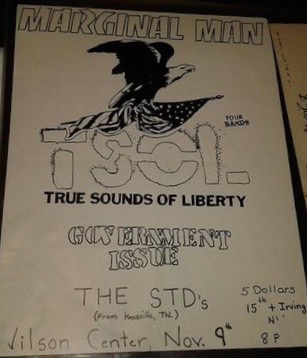 MARGINAL MAN
FOUR
BANDS
TSOL
TRUE SOUNDS OF LIBERTY
GOVERNMENT
ISSUE
THE STD's
(From Knoxville, TN.)
5 Dollars
15th + Irving
N
Wilson Center, Nov. 9th
8 P